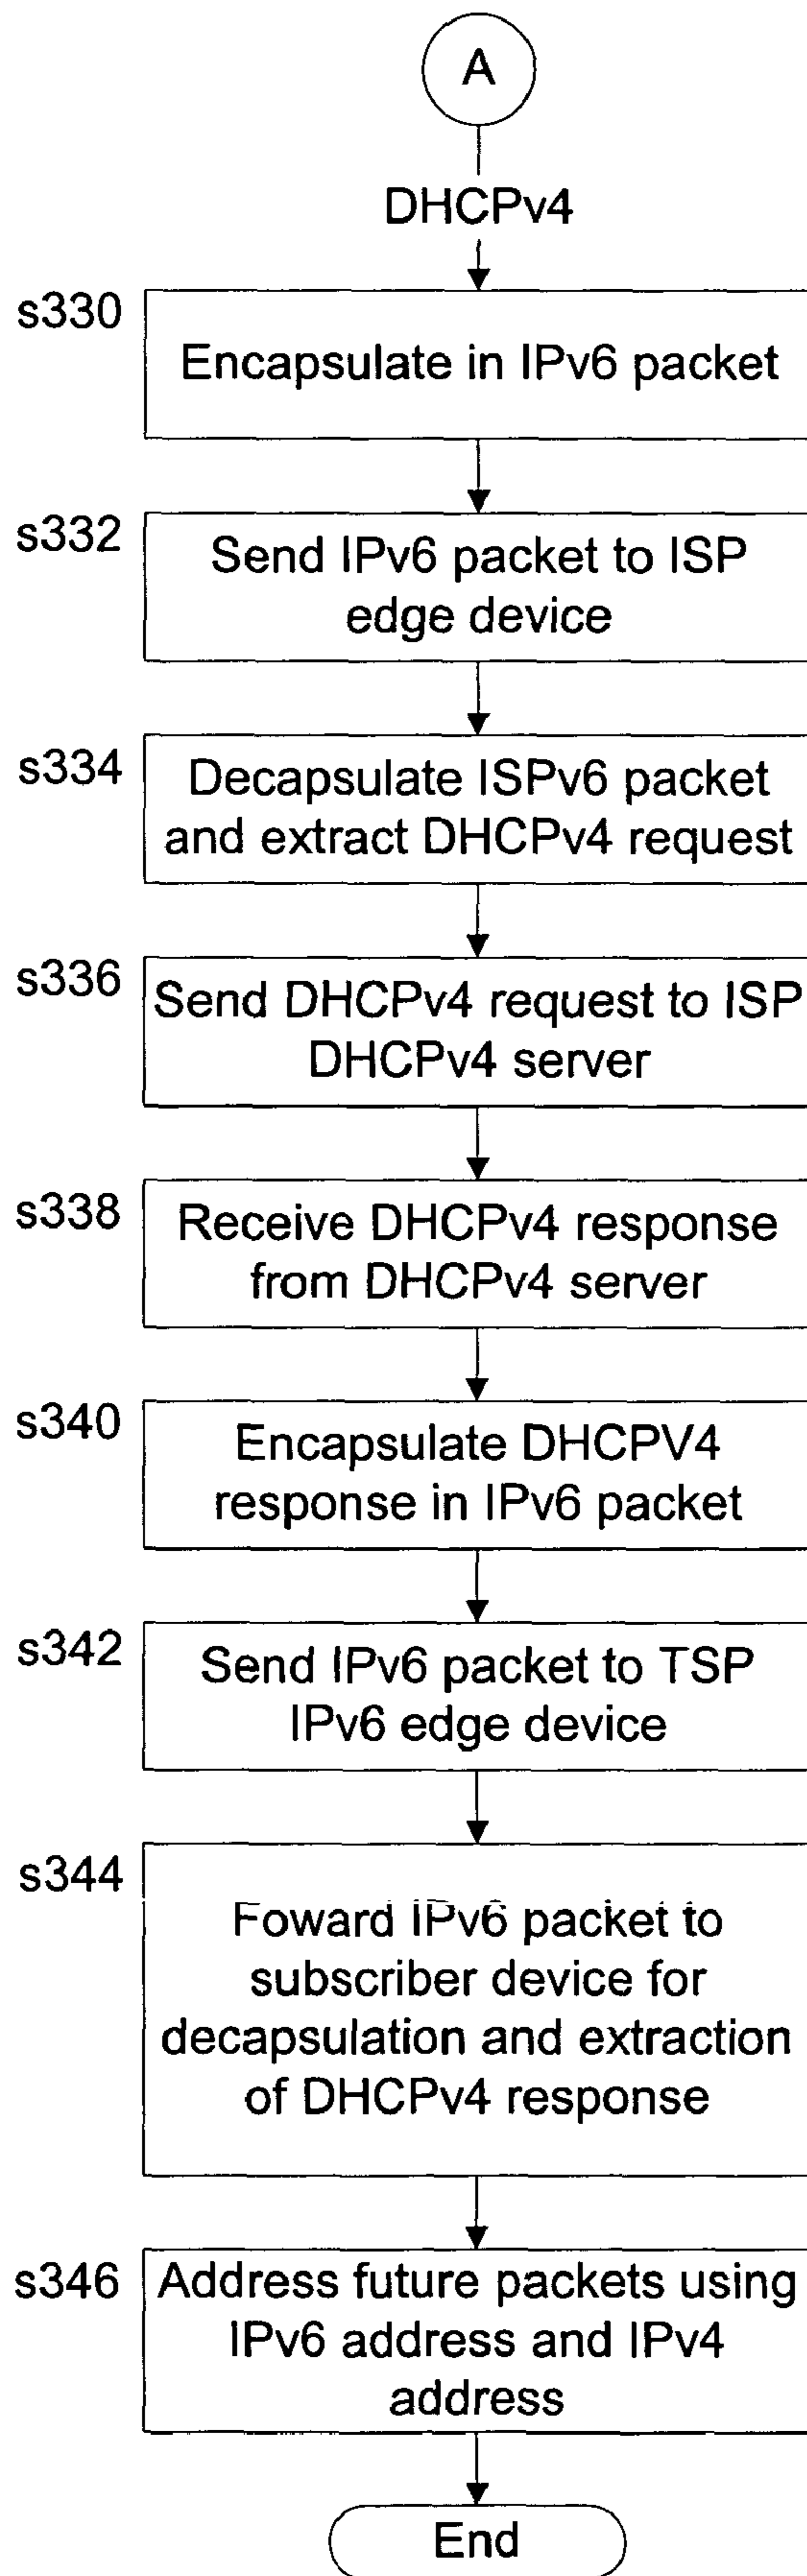 A
DHCPv4
s330
Encapsulate in IPv6 packet
s332
Send IPv6 packet to ISP
edge device
s334
Decapsulate ISPv6 packet
and extract DHCPv4 request
s336
Send DHCPv4 request to ISP
DHCPv4 server
s338
Receive DHCPv4 response
from DHCPv4 server
s340
Encapsulate DHCPV4
response in IPv6 packet
s342
Send IPv6 packet to TSP
IPv6 edge device
s344
Foward IPv6 packet to
subscriber device for
decapsulation and extraction
of DHCPv4 response
s346
Address future packets using
IPv6 address and IPv4
address
End